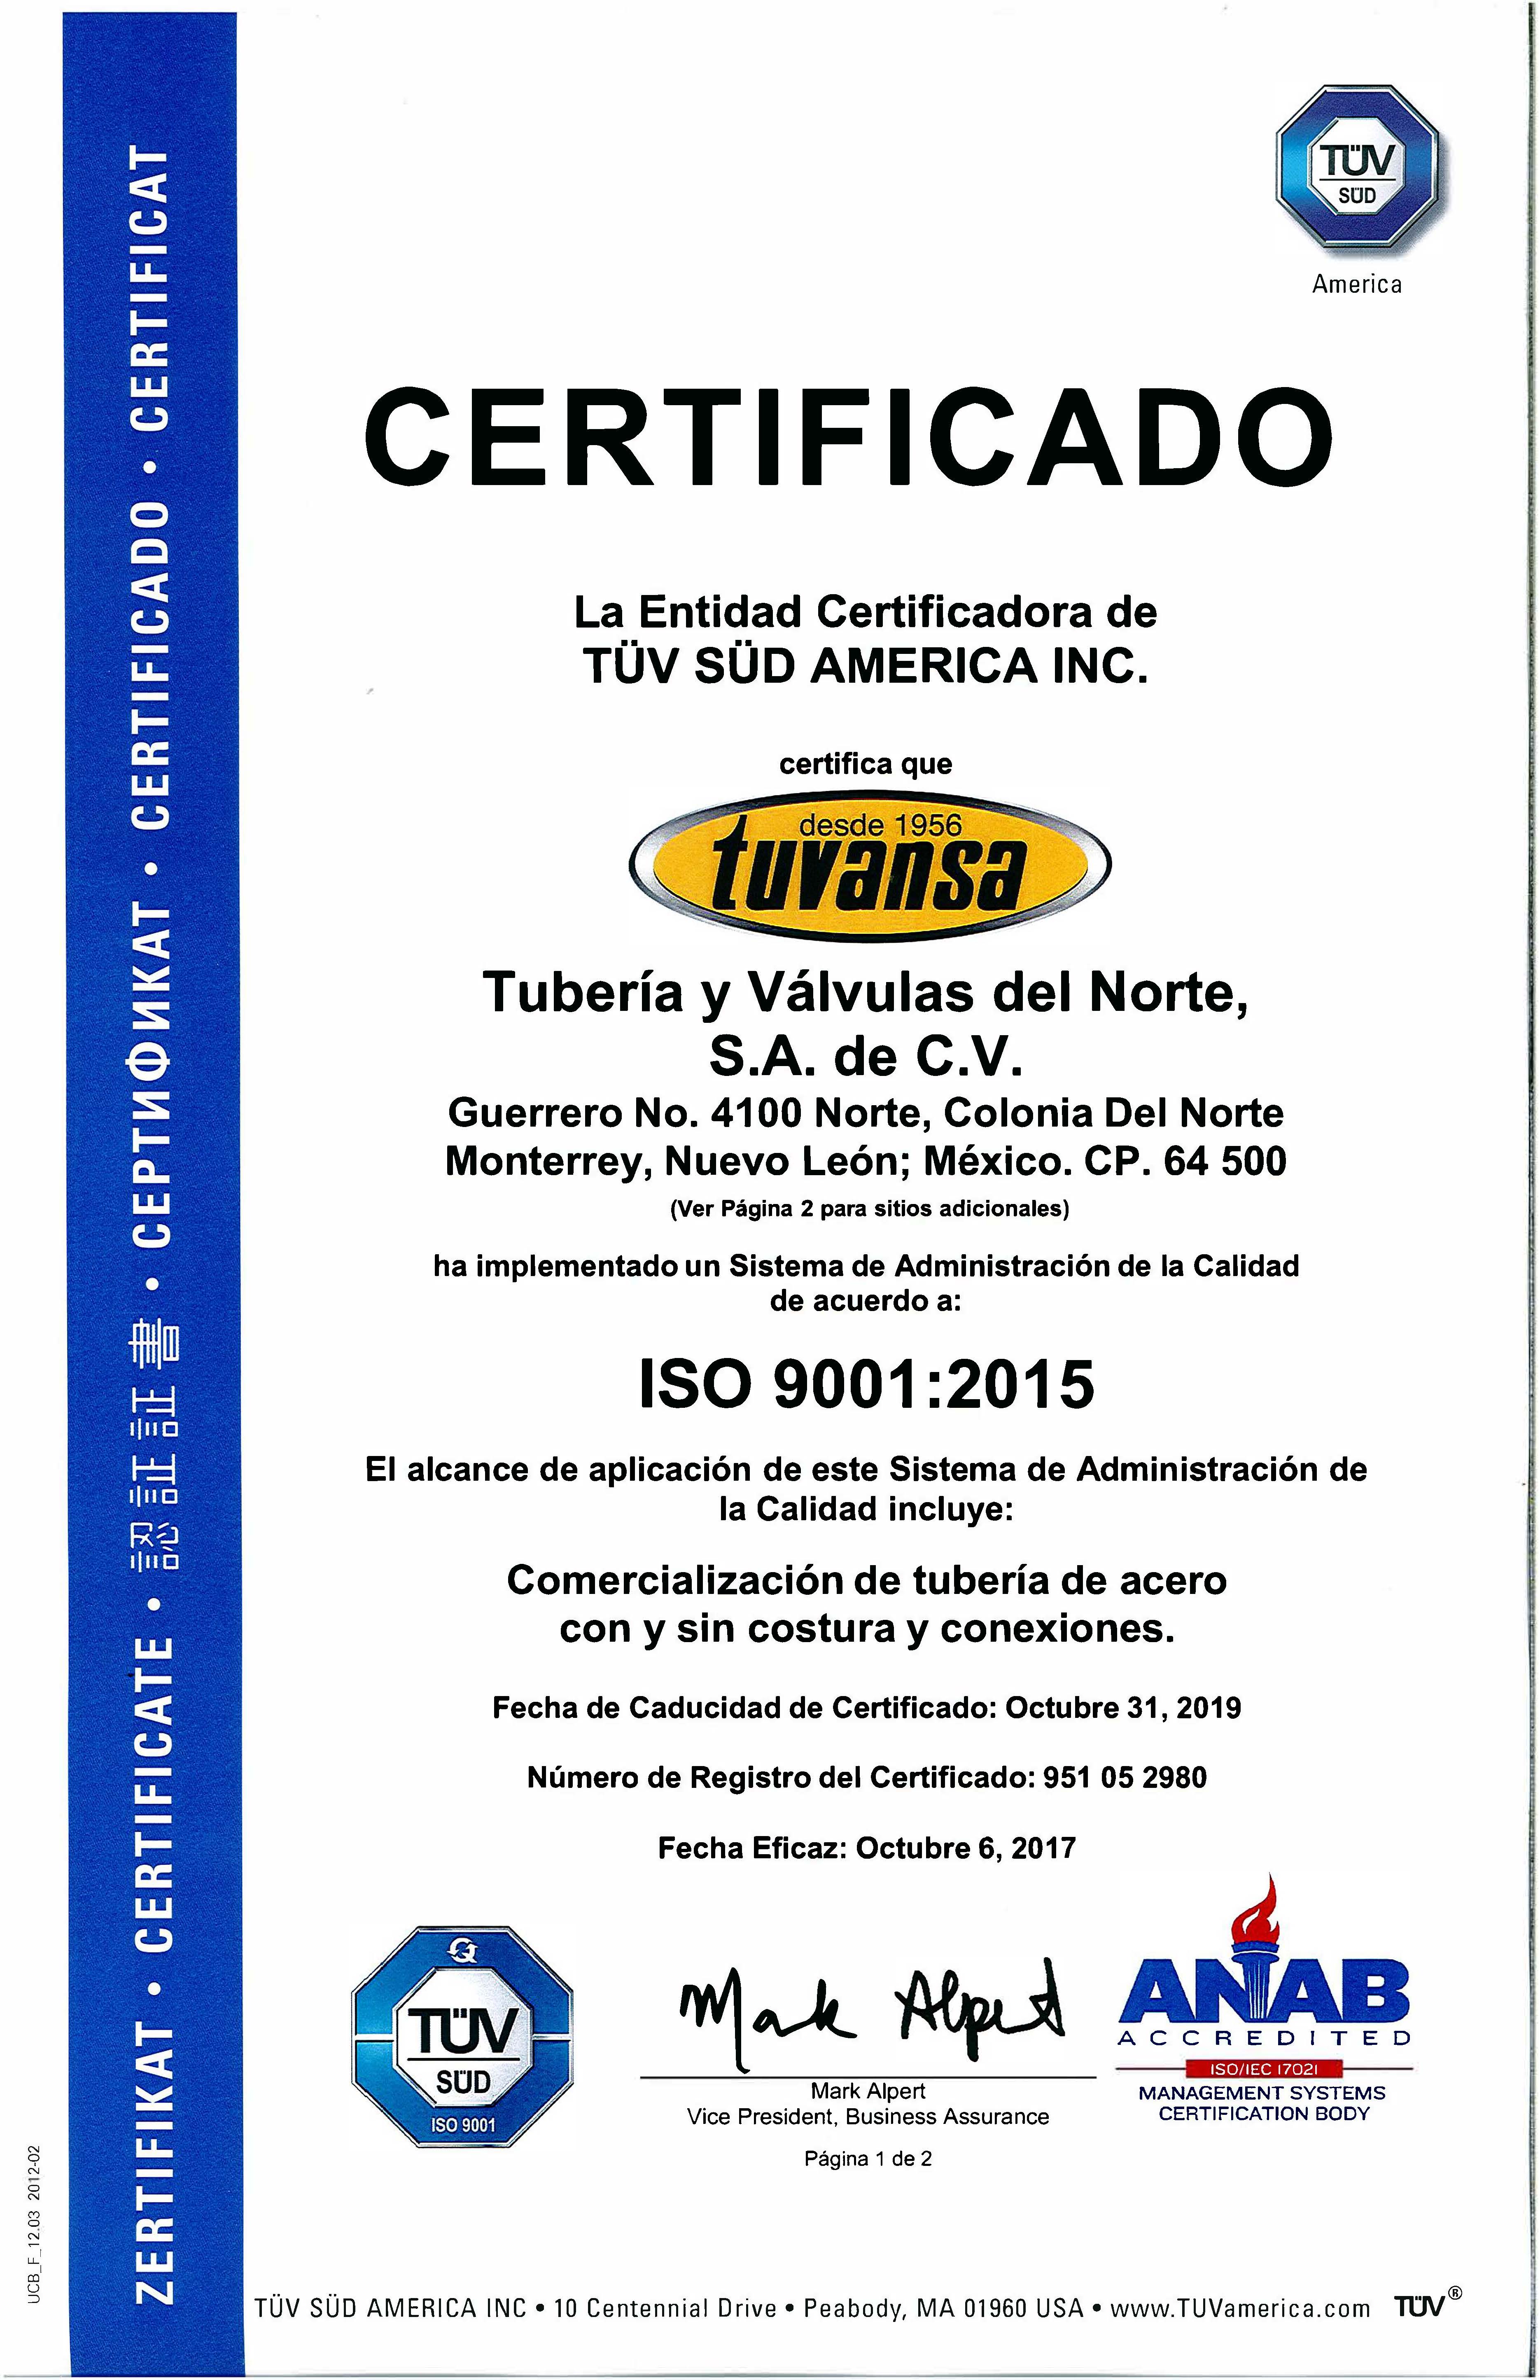 TÜV
SÜD
America
CERTIFICADO
La Entidad Certificadora de
TÜV SÜD AMERICA INC.
certifica que
desde 1956
tuvansa
Tubería y Válvulas del Norte,
S.A. de C.V.
Guerrero No. 4100 Norte, Colonia Del Norte
Monterrey, Nuevo León; México. CP. 64 500
(Ver Página 2 para sitios adicionales)
ha implementado un Sistema de Administración de la Calidad
de acuerdo a:
ISO 9001:2015
El alcance de aplicación de este Sistema de Administración de
la Calidad incluye:
Comercialización de tubería de acero
con y sin costura y conexiones.
Fecha de Caducidad de Certificado: Octubre 31, 2019
Número de Registro del Certificado: 951 05 2980
Fecha Eficaz: Octubre 6, 2017
TÜV
SÜD
ISO 9001
Mark Alpert
Mark Alpert
Vice President, Business Assurance
Página 1 de 2
ANAB
ACCREDITED
ISO/IEC 17021
MANAGEMENT SYSTEMS
CERTIFICATION BODY
TÜV SÜD AMERICA INC • 10 Centennial Drive • Peabody, MA 01960 USA • www.TUVamerica.com TÜV®
ZERTIFIKAT • CERTIFICATE • 認証証書 • СЕРТИФИКАТ • CERTIFICADO • CERTIFICAT
UCB_F_12.03 2012-02